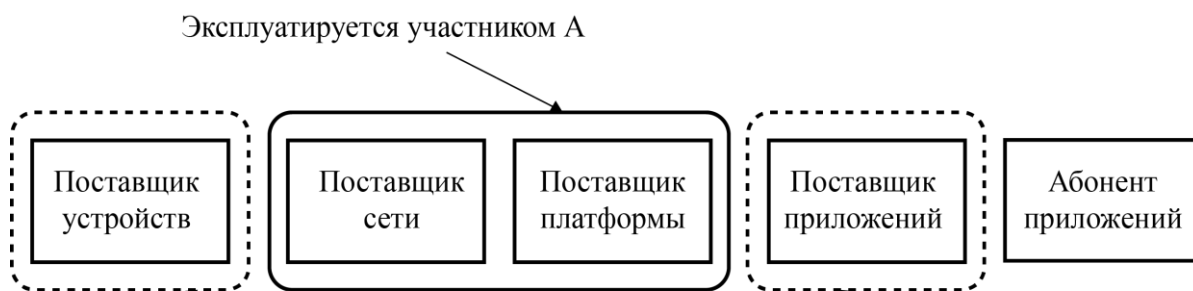 Эксплуатируется участником А
Поставщик
устройств
Поставщик
сети
Поставщик
платформы
Поставщик
приложений
Абонент
приложений